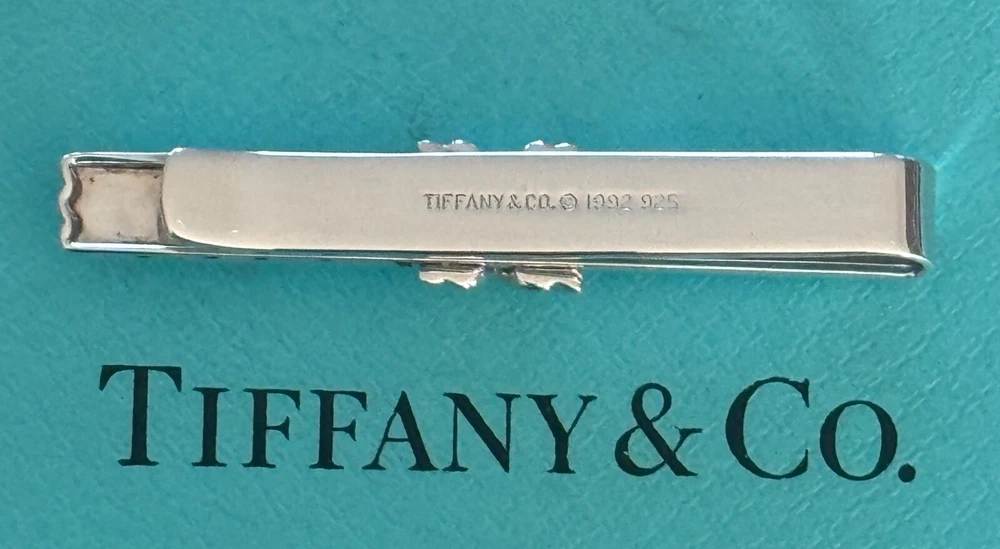 TIFFANY & CO. © 1992 925
TIFFANY & CO.